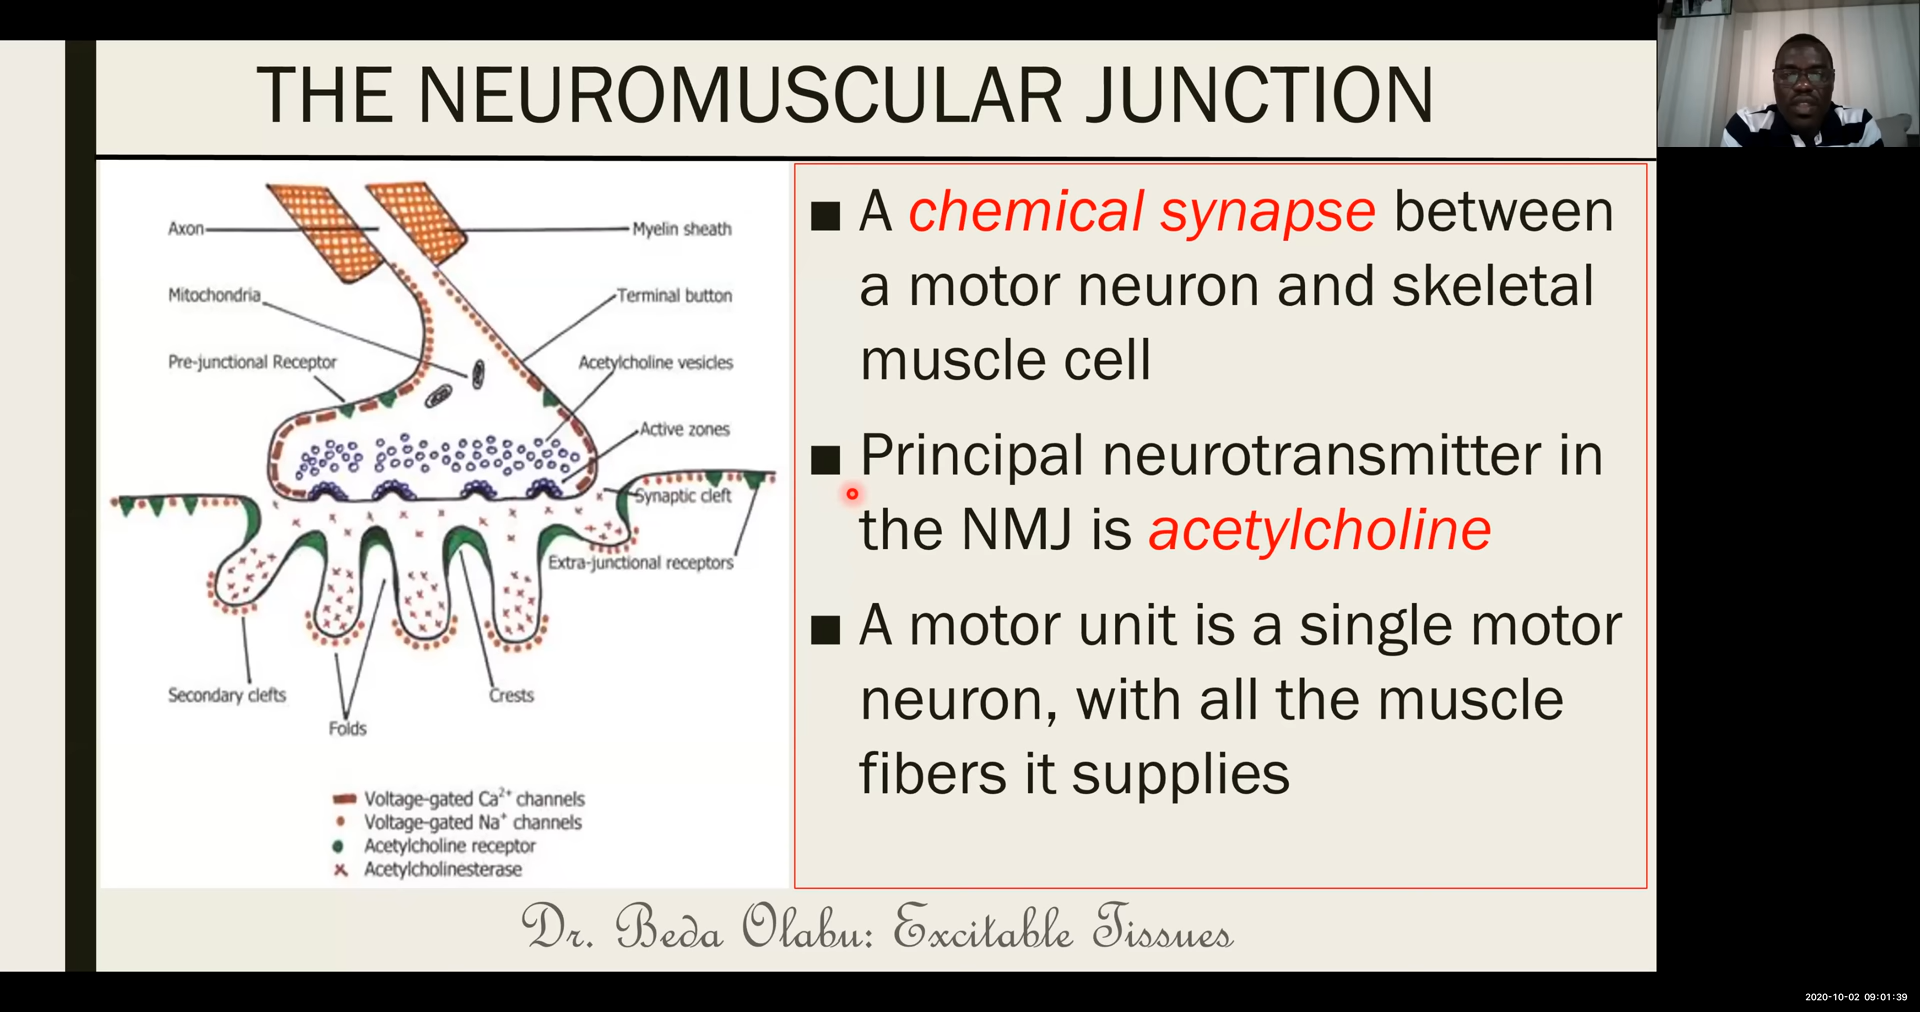 THE NEUROMUSCULAR JUNCTION
Axon
Myelin sheath
Mitochondria
Terminal button
Pre-junctional Receptor
Acetylcholine vesicles
Active zones
Synaptic cleft
Extra-junctional receptors
Secondary clefts
Crests
Folds
Voltage-gated Ca²⁺ channels
Voltage-gated Na⁺ channels
Acetylcholine receptor
x Acetylcholinesterase
■ A chemical synapse between
a motor neuron and skeletal
muscle cell
■ Principal neurotransmitter in
the NMJ is acetylcholine
■ A motor unit is a single motor
neuron, with all the muscle
fibers it supplies
Dr. Beda Olabu: Excitable Tissues
2020-10-02 09:01:39